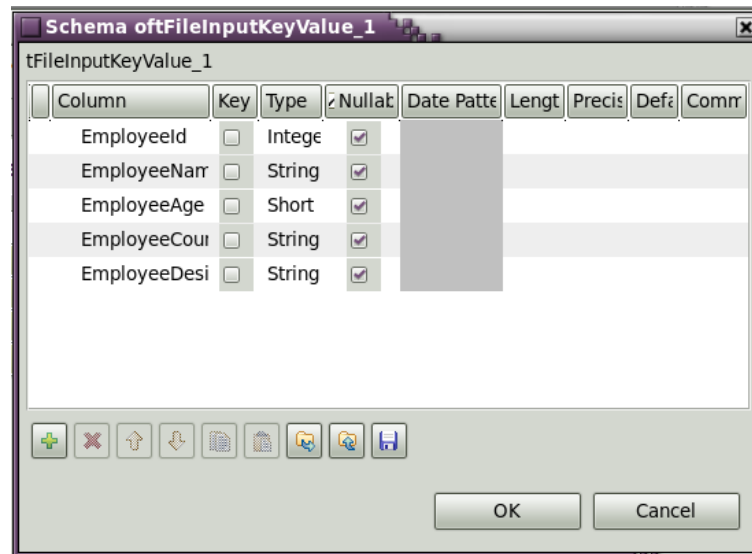 Schema oftFileInputKeyValue_1
tFileInputKeyValue_1
Column Key Type Nullab Date Patte Lengt Precis Defa Comm
EmployeeId Intege
EmployeeNam String
EmployeeAge Short
EmployeeCour String
EmployeeDesi String
OK Cancel